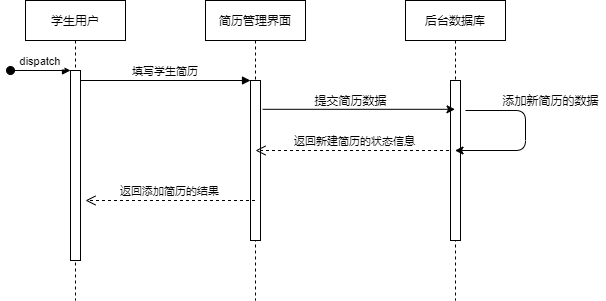 学生用户
简历管理界面
后台数据库
dispatch
填写学生简历
提交简历数据
添加新简历的数据
返回新建简历的状态信息
返回添加简历的结果